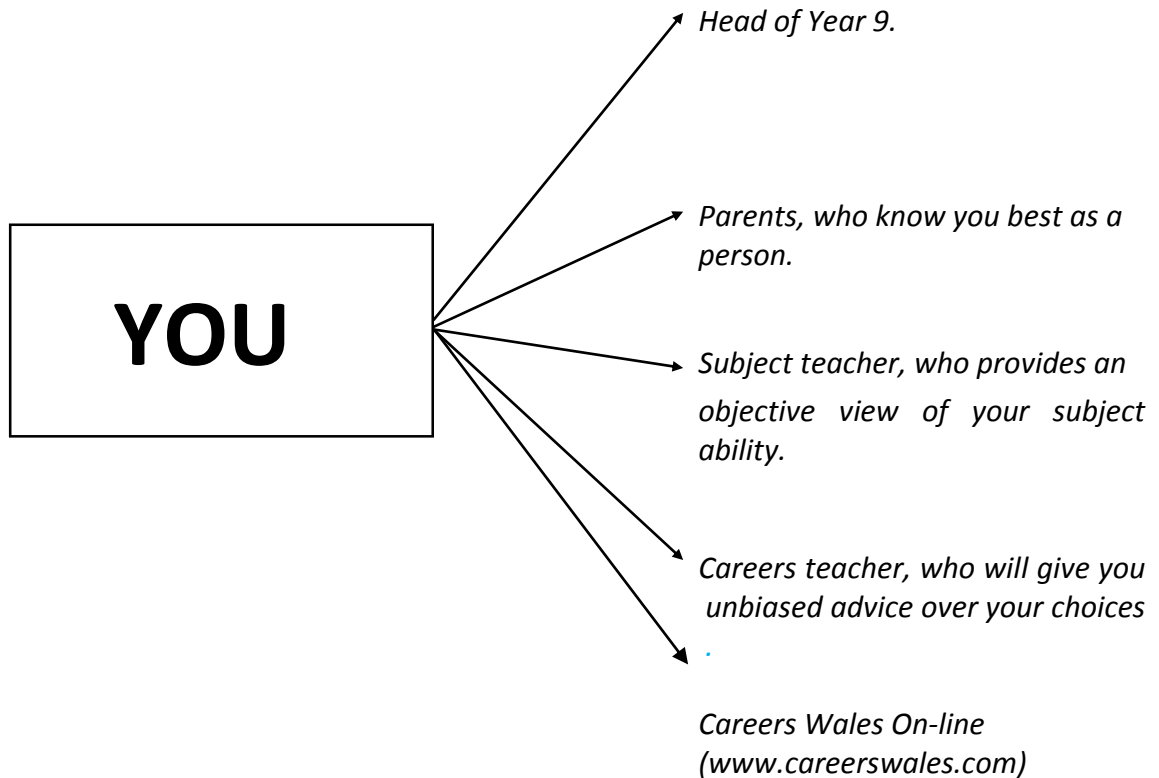 Head of Year 9.
Parents, who know you best as a
person.
YOU
Subject teacher, who provides an
objective view of your subject
ability.
Careers teacher, who will give you
unbiased advice over your choices
.
Careers Wales On-line
(www.careerswales.com)